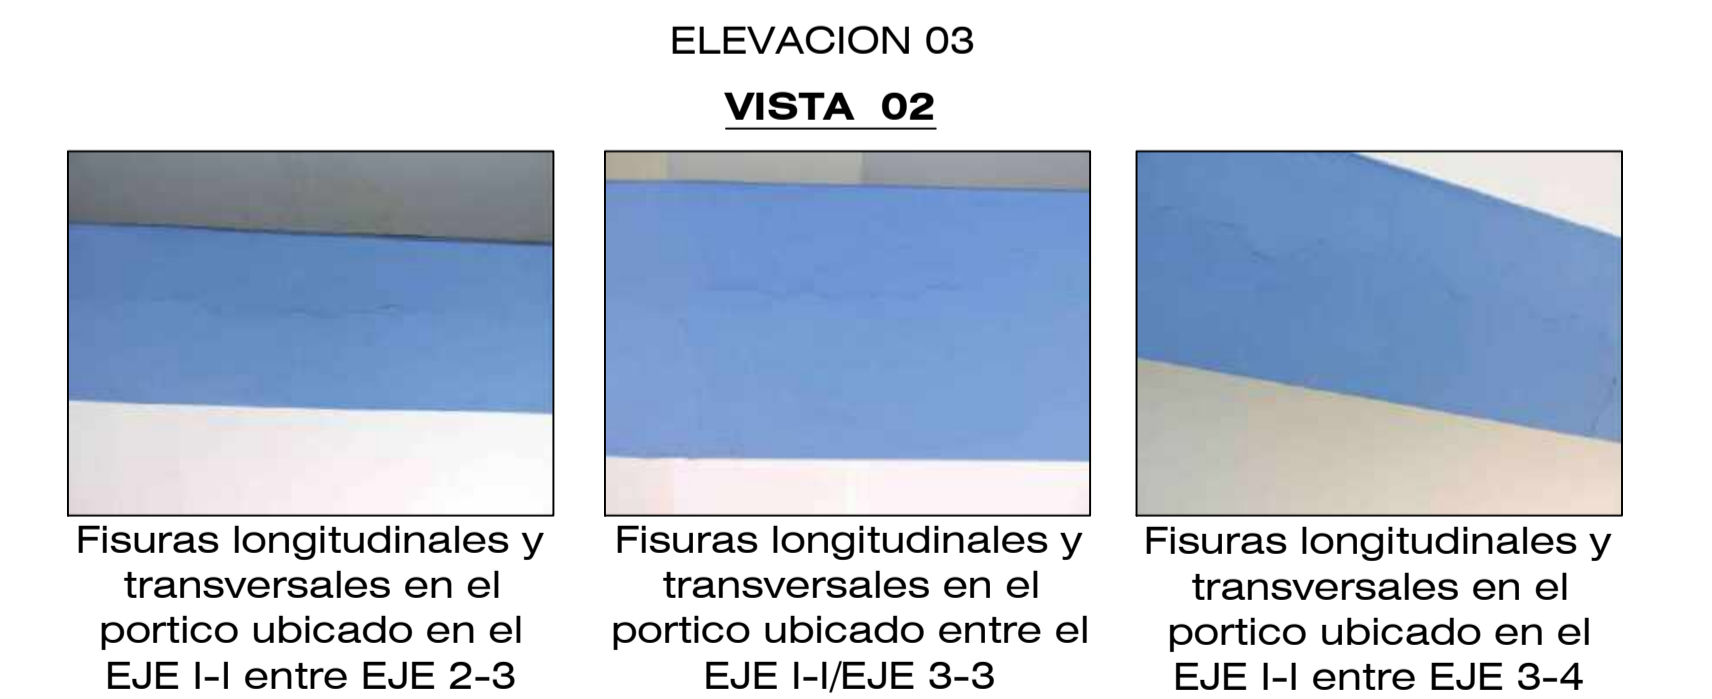 ELEVACION 03
VISTA 02
Fisuras longitudinales y
transversales en el
portico ubicado en el
EJE I-I entre EJE 2-3
Fisuras longitudinales y
transversales en el
portico ubicado entre el
EJE I-I/EJE 3-3
Fisuras longitudinales y
transversales en el
portico ubicado en el
EJE I-I entre EJE 3-4